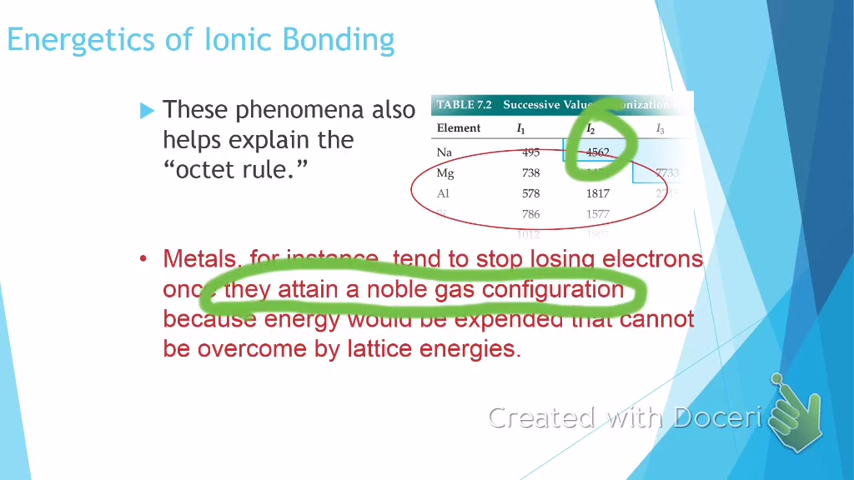 Energetics of Ionic Bonding
These phenomena also
helps explain the
“octet rule.”
TABLE 7.2 Successive Values
Element I1 I2 I3
Na 495 4562
Mg 738 7733
Al 578 1817
786 1577
1012
• Metals, for instance, tend to stop losing electrons
once they attain a noble gas configuration
because energy would be expended that cannot
be overcome by lattice energies.
Created with Doceri